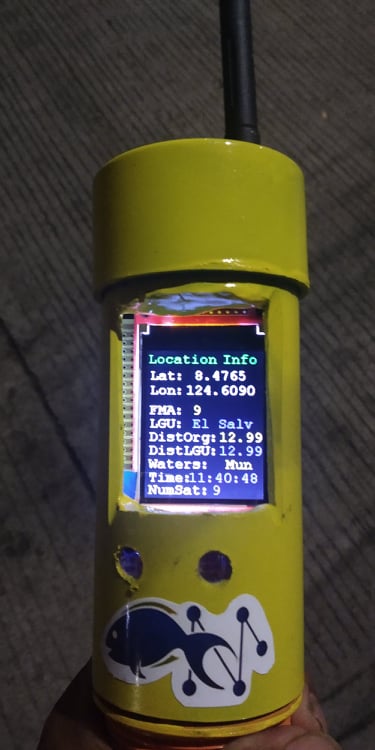 Location Info
Lat: 8.4765
Lon:124.6090
FMA: 9
LGU: El Salv
DistOrg:12.99
DistLGU:12.99
Waters: Mun
Time:11:40:48
NumSat:9